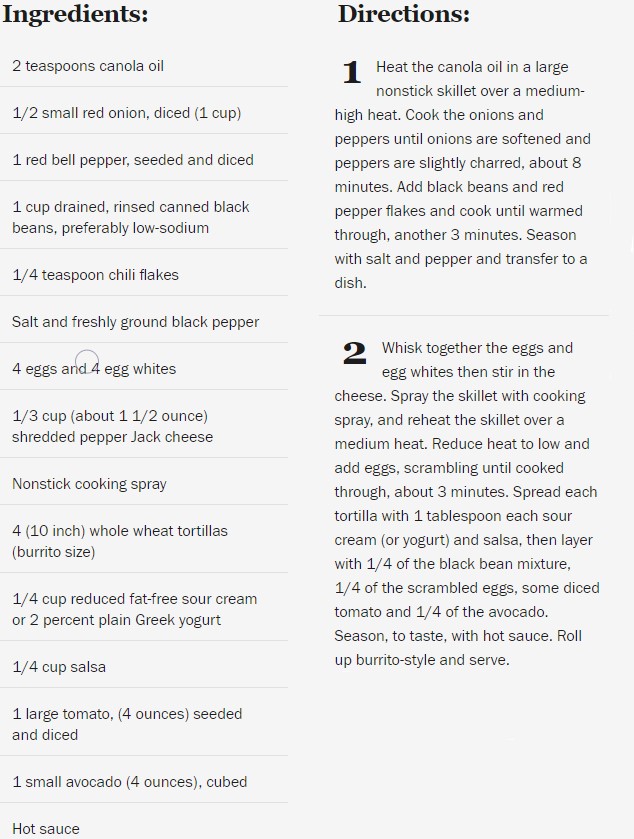 Ingredients:
2 teaspoons canola oil
1/2 small red onion, diced (1 cup)
1 red bell pepper, seeded and diced
1 cup drained, rinsed canned black
beans, preferably low-sodium
1/4 teaspoon chili flakes
Salt and freshly ground black pepper
4 eggs and 4 egg whites
1/3 cup (about 1 1/2 ounce)
shredded pepper Jack cheese
Nonstick cooking spray
4 (10 inch) whole wheat tortillas
(burrito size)
1/4 cup reduced fat-free sour cream
or 2 percent plain Greek yogurt
1/4 cup salsa
1 large tomato, (4 ounces) seeded
and diced
1 small avocado (4 ounces), cubed
Hot sauce
Directions:
1 Heat the canola oil in a large
nonstick skillet over a medium-
high heat. Cook the onions and
peppers until onions are softened and
peppers are slightly charred, about 8
minutes. Add black beans and red
pepper flakes and cook until warmed
through, another 3 minutes. Season
with salt and pepper and transfer to a
dish.
2 Whisk together the eggs and
egg whites then stir in the
cheese. Spray the skillet with cooking
spray, and reheat the skillet over a
medium heat. Reduce heat to low and
add eggs, scrambling until cooked
through, about 3 minutes. Spread each
tortilla with 1 tablespoon each sour
cream (or yogurt) and salsa, then layer
with 1/4 of the black bean mixture,
1/4 of the scrambled eggs, some diced
tomato and 1/4 of the avocado.
Season, to taste, with hot sauce. Roll
up burrito-style and serve.